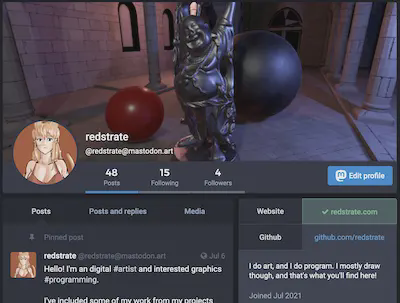 redstrate
@redstrate@mastodon.art
48
Posts
15
Following
4
Followers
Edit profile
Posts
Posts and replies
Media
Pinned post
redstrate @redstrate@mastodon.art
Jul 6
Hello! I'm an digital #artist and interested graphics
#programming.
I've included some of my work from my projects
Website
redstrate.com
Github
github.com/redstrate
I do art, and I do program. I mostly draw
though, and that's what you'll find here!
Joined Jul 2021